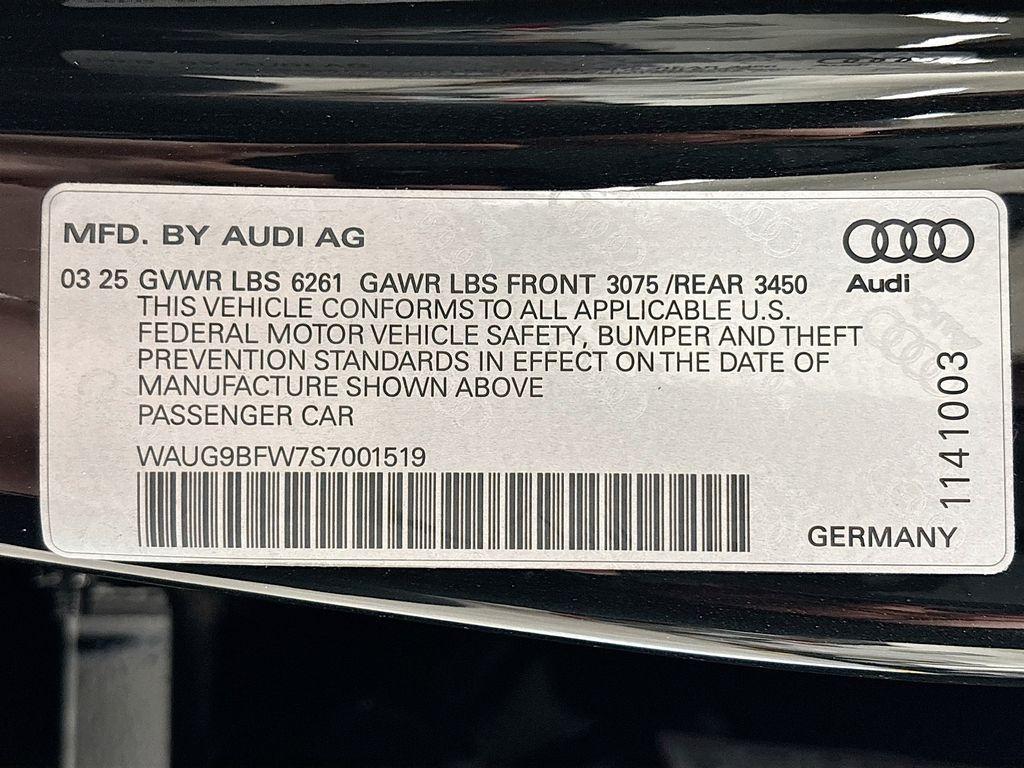 MFD. BY AUDI AG
03 25 GVWR LBS 6261 GAWR LBS FRONT 3075 /REAR 3450
Audi
THIS VEHICLE CONFORMS TO ALL APPLICABLE U.S.
FEDERAL MOTOR VEHICLE SAFETY, BUMPER AND THEFT
PREVENTION STANDARDS IN EFFECT ON THE DATE OF
MANUFACTURE SHOWN ABOVE
PASSENGER CAR
WAUG9BFW7S7001519
1141003
GERMANY